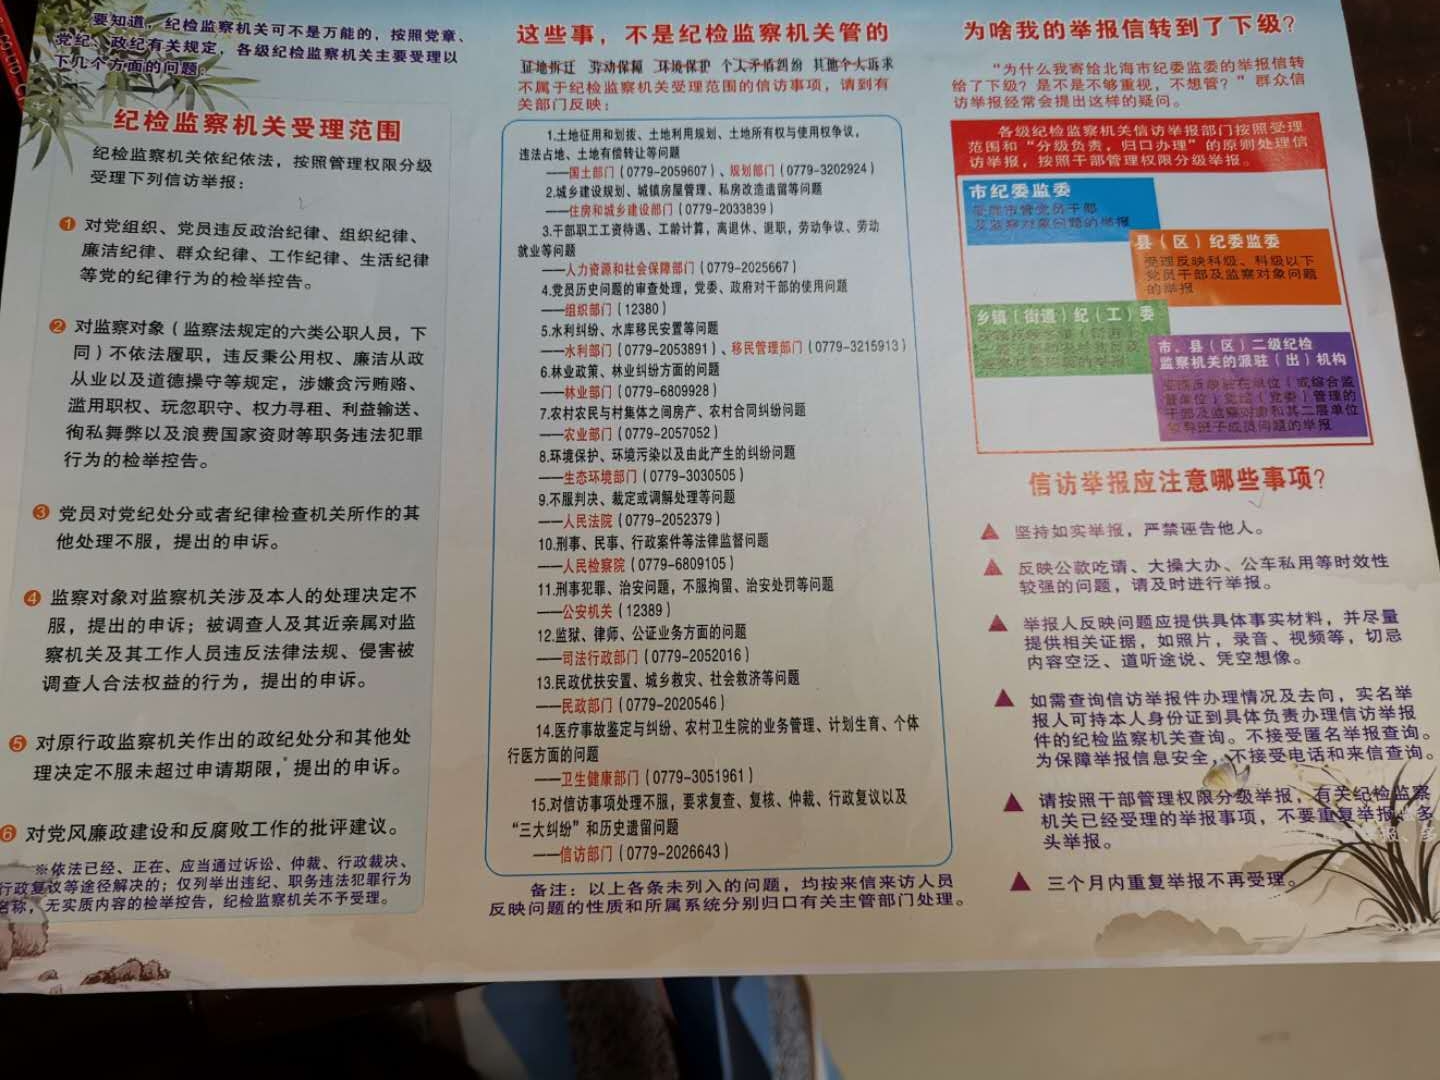 要知道，纪检监察机关可不是万能的，按照党章、
党纪、政纪有关规定，各级纪检监察机关主要受理以
下几个方面的问题。
纪检监察机关受理范围
纪检监察机关依纪依法，按照管理权限分级
受理下列信访举报：
1 对党组织、党员违反政治纪律、组织纪律、
廉洁纪律、群众纪律、工作纪律、生活纪律
等党的纪律行为的检举控告。
2 对监察对象（监察法规定的六类公职人员，下
同）不依法履职，违反秉公用权、廉洁从政
从业以及道德操守等规定，涉嫌贪污贿赂、
滥用职权、玩忽职守、权力寻租、利益输送、
徇私舞弊以及浪费国家资财等职务违法犯罪
行为的检举控告。
3 党员对党纪处分或者纪律检查机关所作的其
他处理不服，提出的申诉。
4 监察对象对监察机关涉及本人的处理决定不
服，提出的申诉；被调查人及其近亲属对监
察机关及其工作人员违反法律法规、侵害被
调查人合法权益的行为，提出的申诉。
5 对原行政监察机关作出的政纪处分和其他处
理决定不服未超过申请期限，提出的申诉。
6 对党风廉政建设和反腐败工作的批评建议。
※依法已经、正在、应当通过诉讼、仲裁、行政裁决、
行政复议等途径解决的；仅列举出违纪、职务违法犯罪行为
名称，无实质内容的检举控告，纪检监察机关不予受理。
这些事，不是纪检监察机关管的
征地拆迁 劳动保障 环境保护 个人矛盾纠纷 其他个人诉求
不属于纪检监察机关受理范围的信访事项，请到有
关部门反映：
1.土地征用和划拨、土地利用规划、土地所有权与使用权争议，
违法占地、土地有偿转让等问题
——国土部门（0779-2059607）、规划部门（0779-3202924）
2.城乡建设规划、城镇房屋管理、私房改造遗留等问题
——住房和城乡建设部门（0779-2033839）
3.干部职工工资待遇、工龄计算，离退休、退职，劳动争议、劳动
就业等问题
——人力资源和社会保障部门（0779-2025667）
4.党员历史问题的审查处理，党委、政府对干部的使用问题
——组织部门（12380）
5.水利纠纷、水库移民安置等问题
——水利部门（0779-2053891）、移民管理部门（0779-3215913）
6.林业政策、林业纠纷方面的问题
——林业部门（0779-6809928）
7.农村农民与村集体之间房产、农村合同纠纷问题
——农业部门（0779-2057052）
8.环境保护、环境污染以及由此产生的纠纷问题
——生态环境部门（0779-3030505）
9.不服判决、裁定或调解处理等问题
——人民法院（0779-2052379）
10.刑事、民事、行政案件等法律监督问题
——人民检察院（0779-6809105）
11.刑事犯罪、治安问题，不服拘留、治安处罚等问题
——公安机关（12389）
12.监狱、律师、公证业务方面的问题
——司法行政部门（0779-2052016）
13.民政优扶安置、城乡救灾、社会救济等问题
——民政部门（0779-2020546）
14.医疗事故鉴定与纠纷、农村卫生院的业务管理、计划生育、个体
行医方面的问题
——卫生健康部门（0779-3051961）
15.对信访事项处理不服，要求复查、复核、仲裁、行政复议以及
“三大纠纷”和历史遗留问题
——信访部门（0779-2026643）
备注：以上各条未列入的问题，均按来信来访人员
反映问题的性质和所属系统分别归口有关主管部门处理。
为啥我的举报信转到了下级？
“为什么我寄给北海市纪委监委的举报信转
给了下级？是不是不够重视，不想管？”群众信
访举报经常会提出这样的疑问。
各级纪检监察机关信访举报部门按照受理
范围和“分级负责，归口办理”的原则处理信
访举报，按照干部管理权限分级举报。
市纪委监委
受理市管党员干部
及监察对象问题的举报
县（区）纪委监委
受理反映科级、科级以下
党员干部及监察对象问题
的举报
乡镇（街道）纪（工）委
市、县（区）二级纪检
监察机关的派驻（出）机构
受理反映驻在单位（或综合监
督单位）党组（党委）管理的
干部及监察对象和其二层单位
领导班子成员问题的举报
信访举报应注意哪些事项？
坚持如实举报，严禁诬告他人。
反映公款吃请、大操大办、公车私用等时效性
较强的问题，请及时进行举报。
举报人反映问题应提供具体事实材料，并尽量
提供相关证据，如照片，录音、视频等，切忌
内容空泛、道听途说、凭空想像。
如需查询信访举报件办理情况及去向，实名举
报人可持本人身份证到具体负责办理信访举报
件的纪检监察机关查询。不接受匿名举报查询。
为保障举报信息安全，不接受电话和来信查询。
请按照干部管理权限分级举报，有关纪检监察
机关已经受理的举报事项，不要重复举报、多
头举报。
三个月内重复举报不再受理。